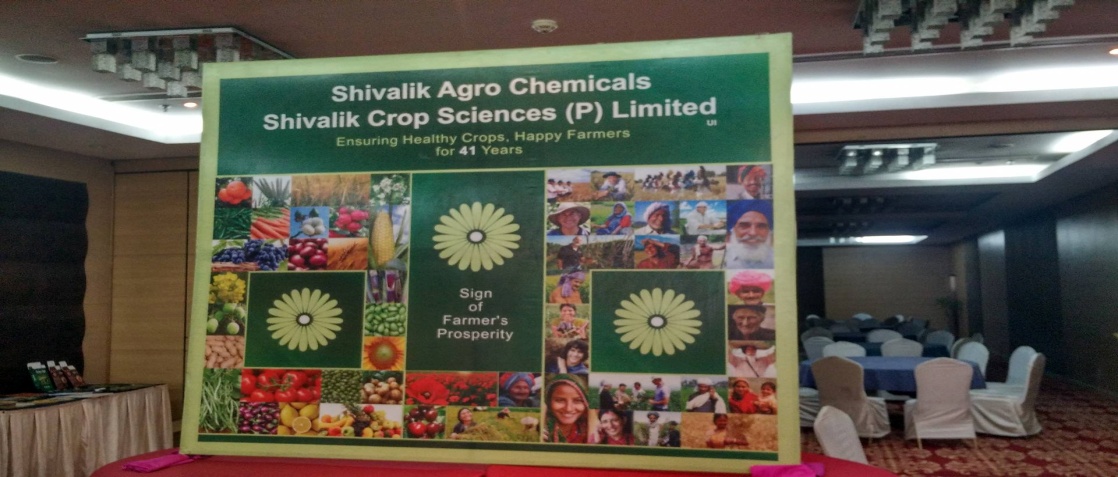 Shivalik Agro Chemicals
Shivalik Crop Sciences (P) Limited
UI
Ensuring Healthy Crops, Happy Farmers
for 41 Years
Sign
of
Farmer's
Prosperity